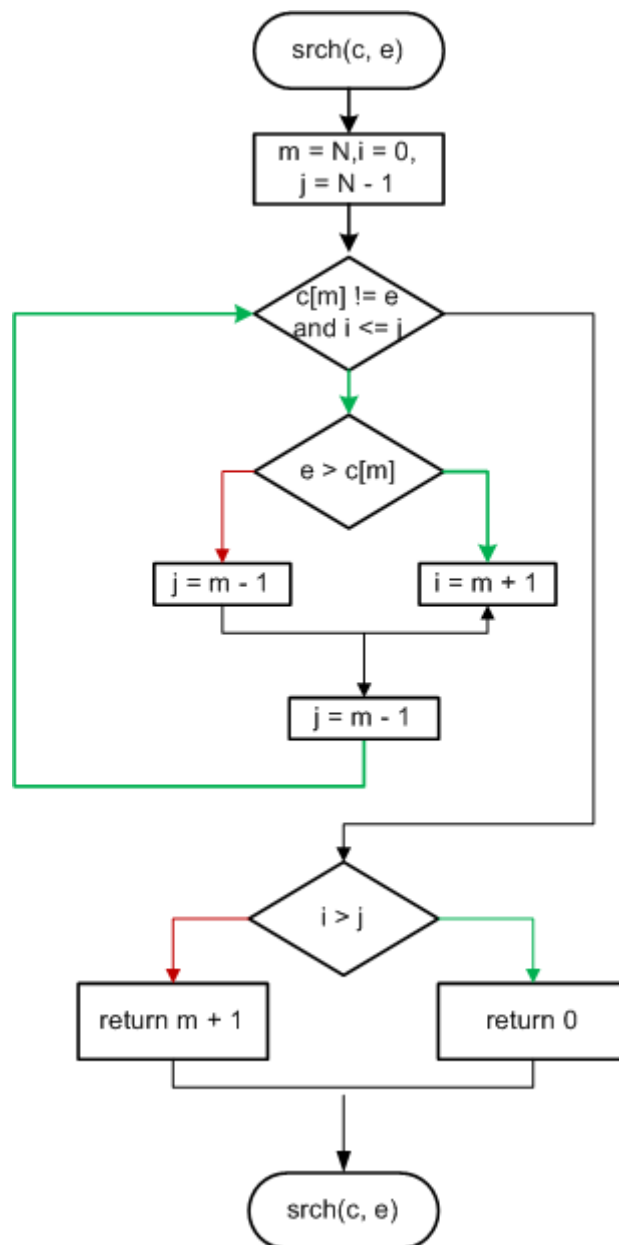 srch(c, e)
m = N,i = 0,
j = N - 1
c[m] != e
and i <= j
e > c[m]
j = m - 1
i = m + 1
j = m - 1
i > j
return m + 1
return 0
srch(c, e)